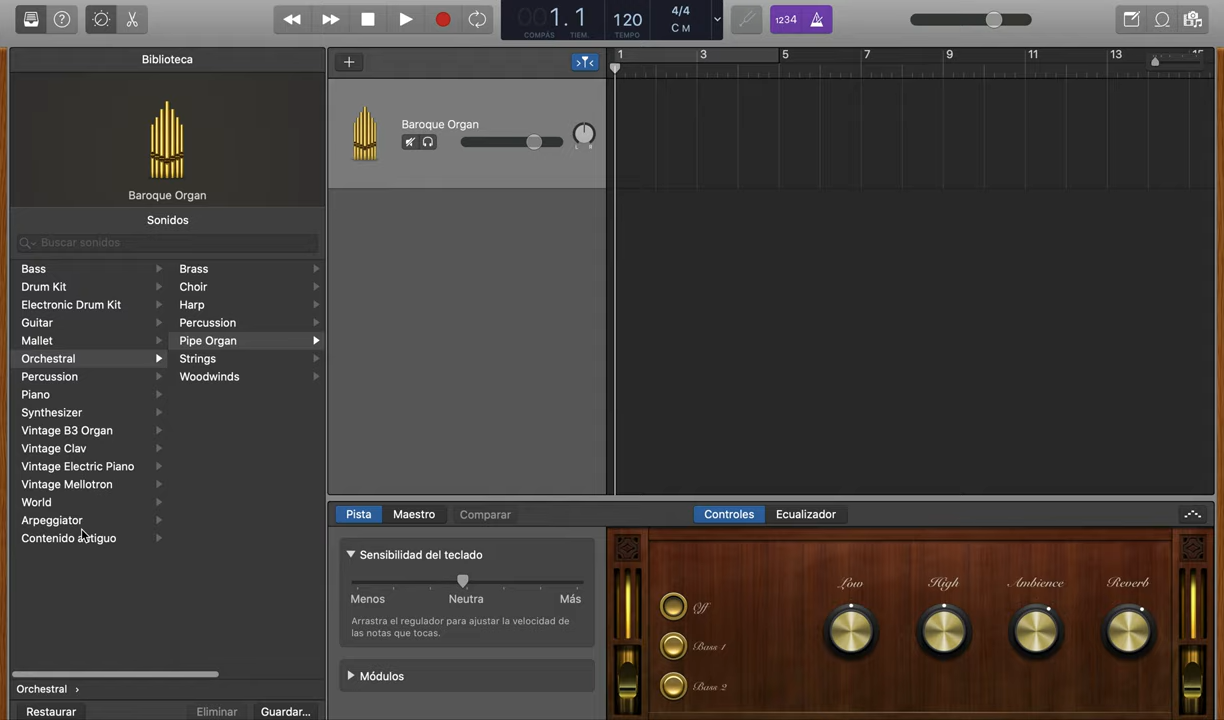 1.1
COMPÁS TIEM.
120
TEMPO
4/4
C M
1234
Biblioteca
1 3 5 7 9 11 13 15
Baroque Organ
L R
Baroque Organ
Sonidos
Buscar sonidos
Bass
Brass
Drum Kit
Choir
Electronic Drum Kit
Harp
Guitar
Percussion
Mallet
Pipe Organ
Orchestral
Strings
Percussion
Woodwinds
Piano
Synthesizer
Vintage B3 Organ
Vintage Clav
Vintage Electric Piano
Vintage Mellotron
World
Arpeggiator
Contenido antiguo
Pista Maestro Comparar
Controles Ecualizador
Sensibilidad del teclado
Menos Neutra Más
Arrastra el regulador para ajustar la velocidad de
las notas que tocas.
Módulos
Low High Ambience Reverb
Off
Bass 1
Bass 2
Orchestral ›
Restaurar Eliminar Guardar...